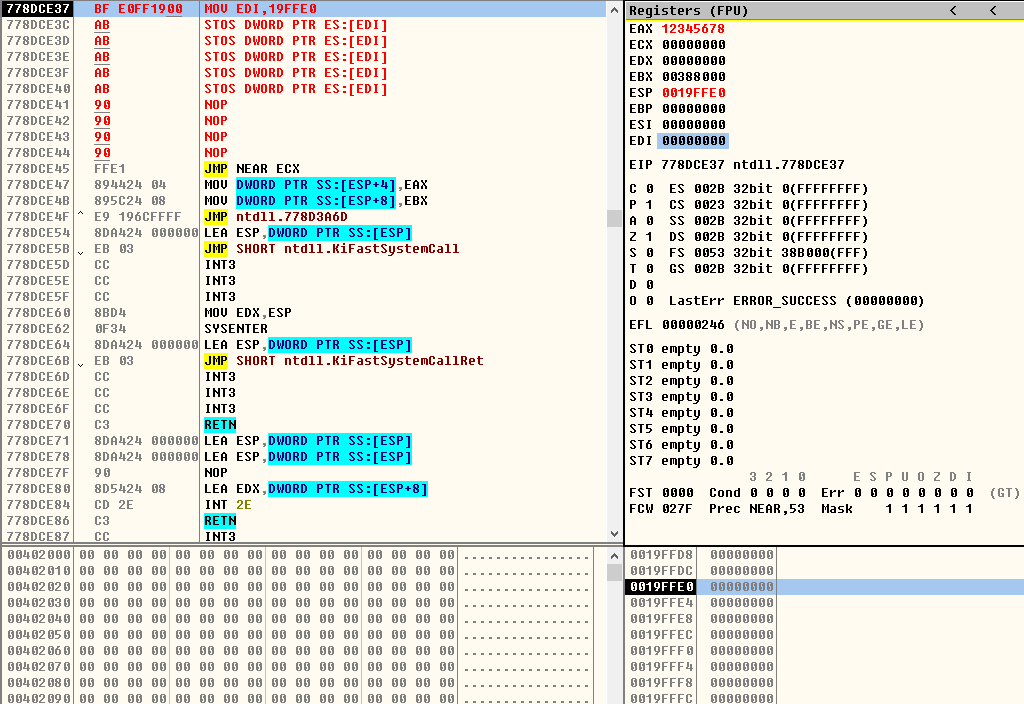 778DCE37 BF E0FF1900 MOV EDI,19FFE0
778DCE3C AB STOS DWORD PTR ES:[EDI]
778DCE3D AB STOS DWORD PTR ES:[EDI]
778DCE3E AB STOS DWORD PTR ES:[EDI]
778DCE3F AB STOS DWORD PTR ES:[EDI]
778DCE40 AB STOS DWORD PTR ES:[EDI]
778DCE41 90 NOP
778DCE42 90 NOP
778DCE43 90 NOP
778DCE44 90 NOP
778DCE45 FFE1 JMP NEAR ECX
778DCE47 894424 04 MOV DWORD PTR SS:[ESP+4],EAX
778DCE4B 895C24 08 MOV DWORD PTR SS:[ESP+8],EBX
778DCE4F ^ E9 196CFFFF JMP ntdll.778D3A6D
778DCE54 8DA424 000000 LEA ESP,DWORD PTR SS:[ESP]
778DCE5B ⌄ EB 03 JMP SHORT ntdll.KiFastSystemCall
778DCE5D CC INT3
778DCE5E CC INT3
778DCE5F CC INT3
778DCE60 8BD4 MOV EDX,ESP
778DCE62 0F34 SYSENTER
778DCE64 8DA424 000000 LEA ESP,DWORD PTR SS:[ESP]
778DCE6B ⌄ EB 03 JMP SHORT ntdll.KiFastSystemCallRet
778DCE6D CC INT3
778DCE6E CC INT3
778DCE6F CC INT3
778DCE70 C3 RETN
778DCE71 8DA424 000000 LEA ESP,DWORD PTR SS:[ESP]
778DCE78 8DA424 000000 LEA ESP,DWORD PTR SS:[ESP]
778DCE7F 90 NOP
778DCE80 8D5424 08 LEA EDX,DWORD PTR SS:[ESP+8]
778DCE84 CD 2E INT 2E
778DCE86 C3 RETN
778DCE87 CC INT3
Registers (FPU) < <
EAX 12345678
ECX 00000000
EDX 00000000
EBX 00388000
ESP 0019FFE0
EBP 00000000
ESI 00000000
EDI 00000000
EIP 778DCE37 ntdll.778DCE37
C 0 ES 002B 32bit 0(FFFFFFFF)
P 1 CS 0023 32bit 0(FFFFFFFF)
A 0 SS 002B 32bit 0(FFFFFFFF)
Z 1 DS 002B 32bit 0(FFFFFFFF)
S 0 FS 0053 32bit 38B000(FFF)
T 0 GS 002B 32bit 0(FFFFFFFF)
D 0
O 0 LastErr ERROR_SUCCESS (00000000)
EFL 00000246 (NO,NB,E,BE,NS,PE,GE,LE)
ST0 empty 0.0
ST1 empty 0.0
ST2 empty 0.0
ST3 empty 0.0
ST4 empty 0.0
ST5 empty 0.0
ST6 empty 0.0
ST7 empty 0.0
3 2 1 0 E S P U O Z D I
FST 0000 Cond 0 0 0 0 Err 0 0 0 0 0 0 0 0 (GT)
FCW 027F Prec NEAR,53 Mask 1 1 1 1 1 1
00402000 00 00 00 00 00 00 00 00 00 00 00 00 00 00 00 00 ................
00402010 00 00 00 00 00 00 00 00 00 00 00 00 00 00 00 00 ................
00402020 00 00 00 00 00 00 00 00 00 00 00 00 00 00 00 00 ................
00402030 00 00 00 00 00 00 00 00 00 00 00 00 00 00 00 00 ................
00402040 00 00 00 00 00 00 00 00 00 00 00 00 00 00 00 00 ................
00402050 00 00 00 00 00 00 00 00 00 00 00 00 00 00 00 00 ................
00402060 00 00 00 00 00 00 00 00 00 00 00 00 00 00 00 00 ................
00402070 00 00 00 00 00 00 00 00 00 00 00 00 00 00 00 00 ................
00402080 00 00 00 00 00 00 00 00 00 00 00 00 00 00 00 00 ................
00402090 00 00 00 00 00 00 00 00 00 00 00 00 00 00 00 00 ................
0019FFD8 00000000
0019FFDC 00000000
0019FFE0 00000000
0019FFE4 00000000
0019FFE8 00000000
0019FFEC 00000000
0019FFF0 00000000
0019FFF4 00000000
0019FFF8 00000000
0019FFFC 00000000